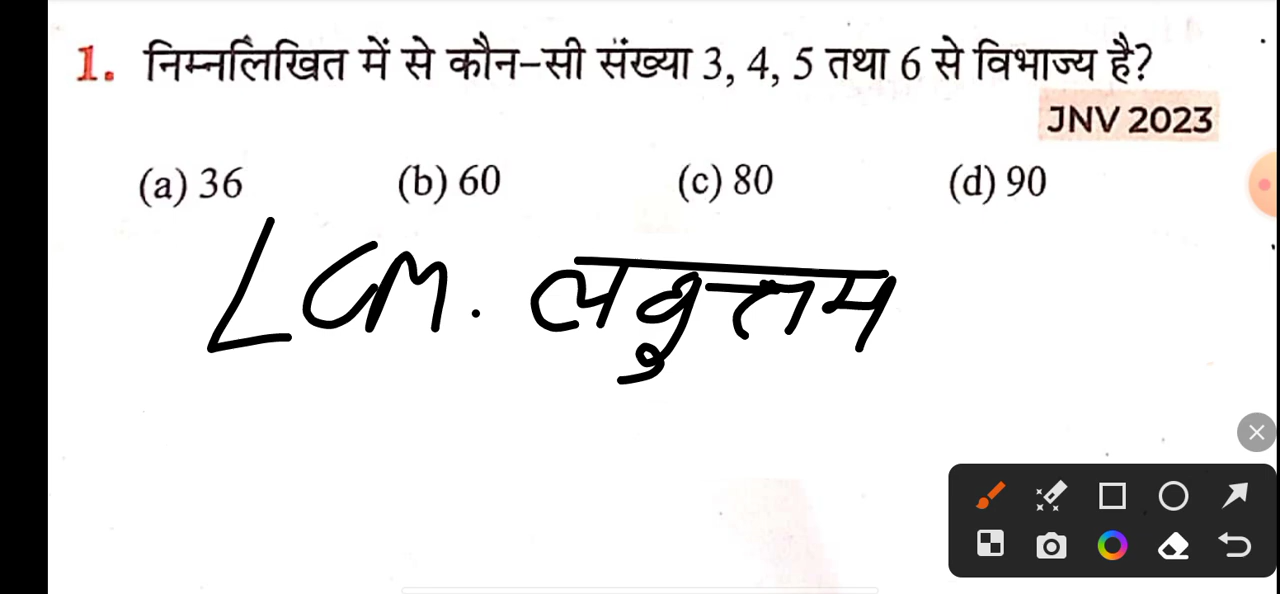 1. निम्नलिखित में से कौन-सी संख्या 3, 4, 5 तथा 6 से विभाज्य है?
JNV 2023
(a) 36 (b) 60 (c) 80 (d) 90
LCM. लघुत्तम